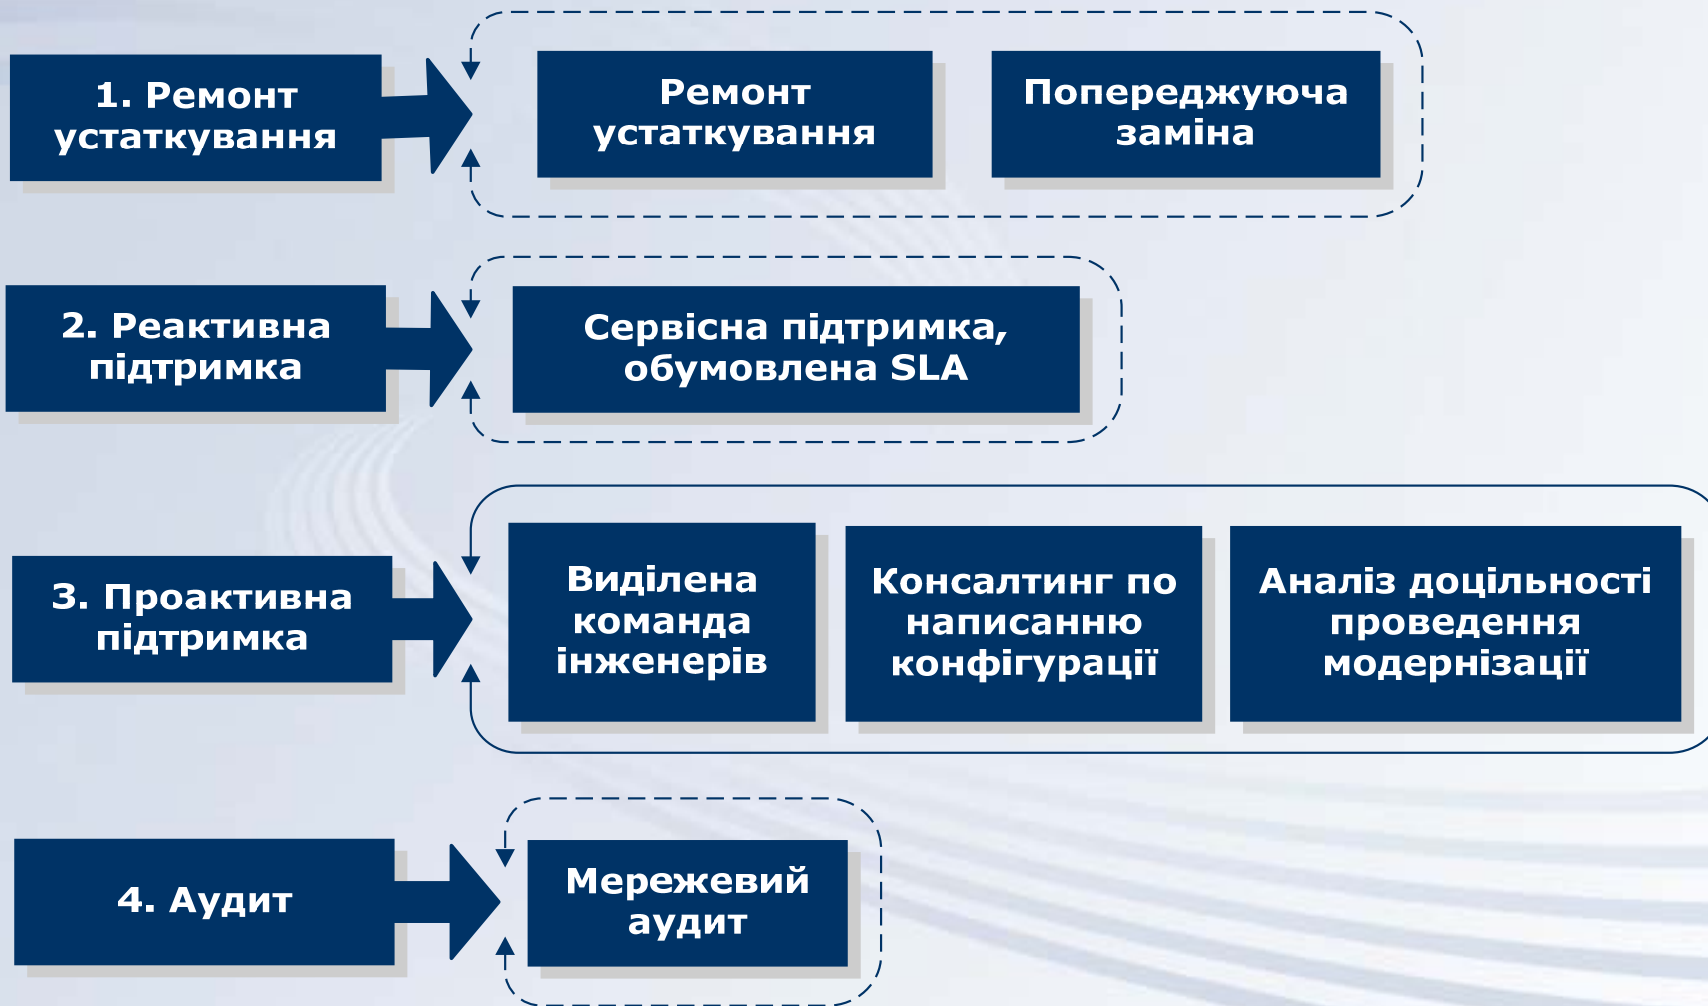 1. Ремонт
устаткування
Ремонт
устаткування
Попереджуюча
заміна
2. Реактивна
підтримка
Сервісна підтримка,
обумовлена SLA
3. Проактивна
підтримка
Виділена
команда
інженерів
Консалтинг по
написанню
конфігурації
Аналіз доцільності
проведення
модернізації
4. Аудит
Мережевий
аудит